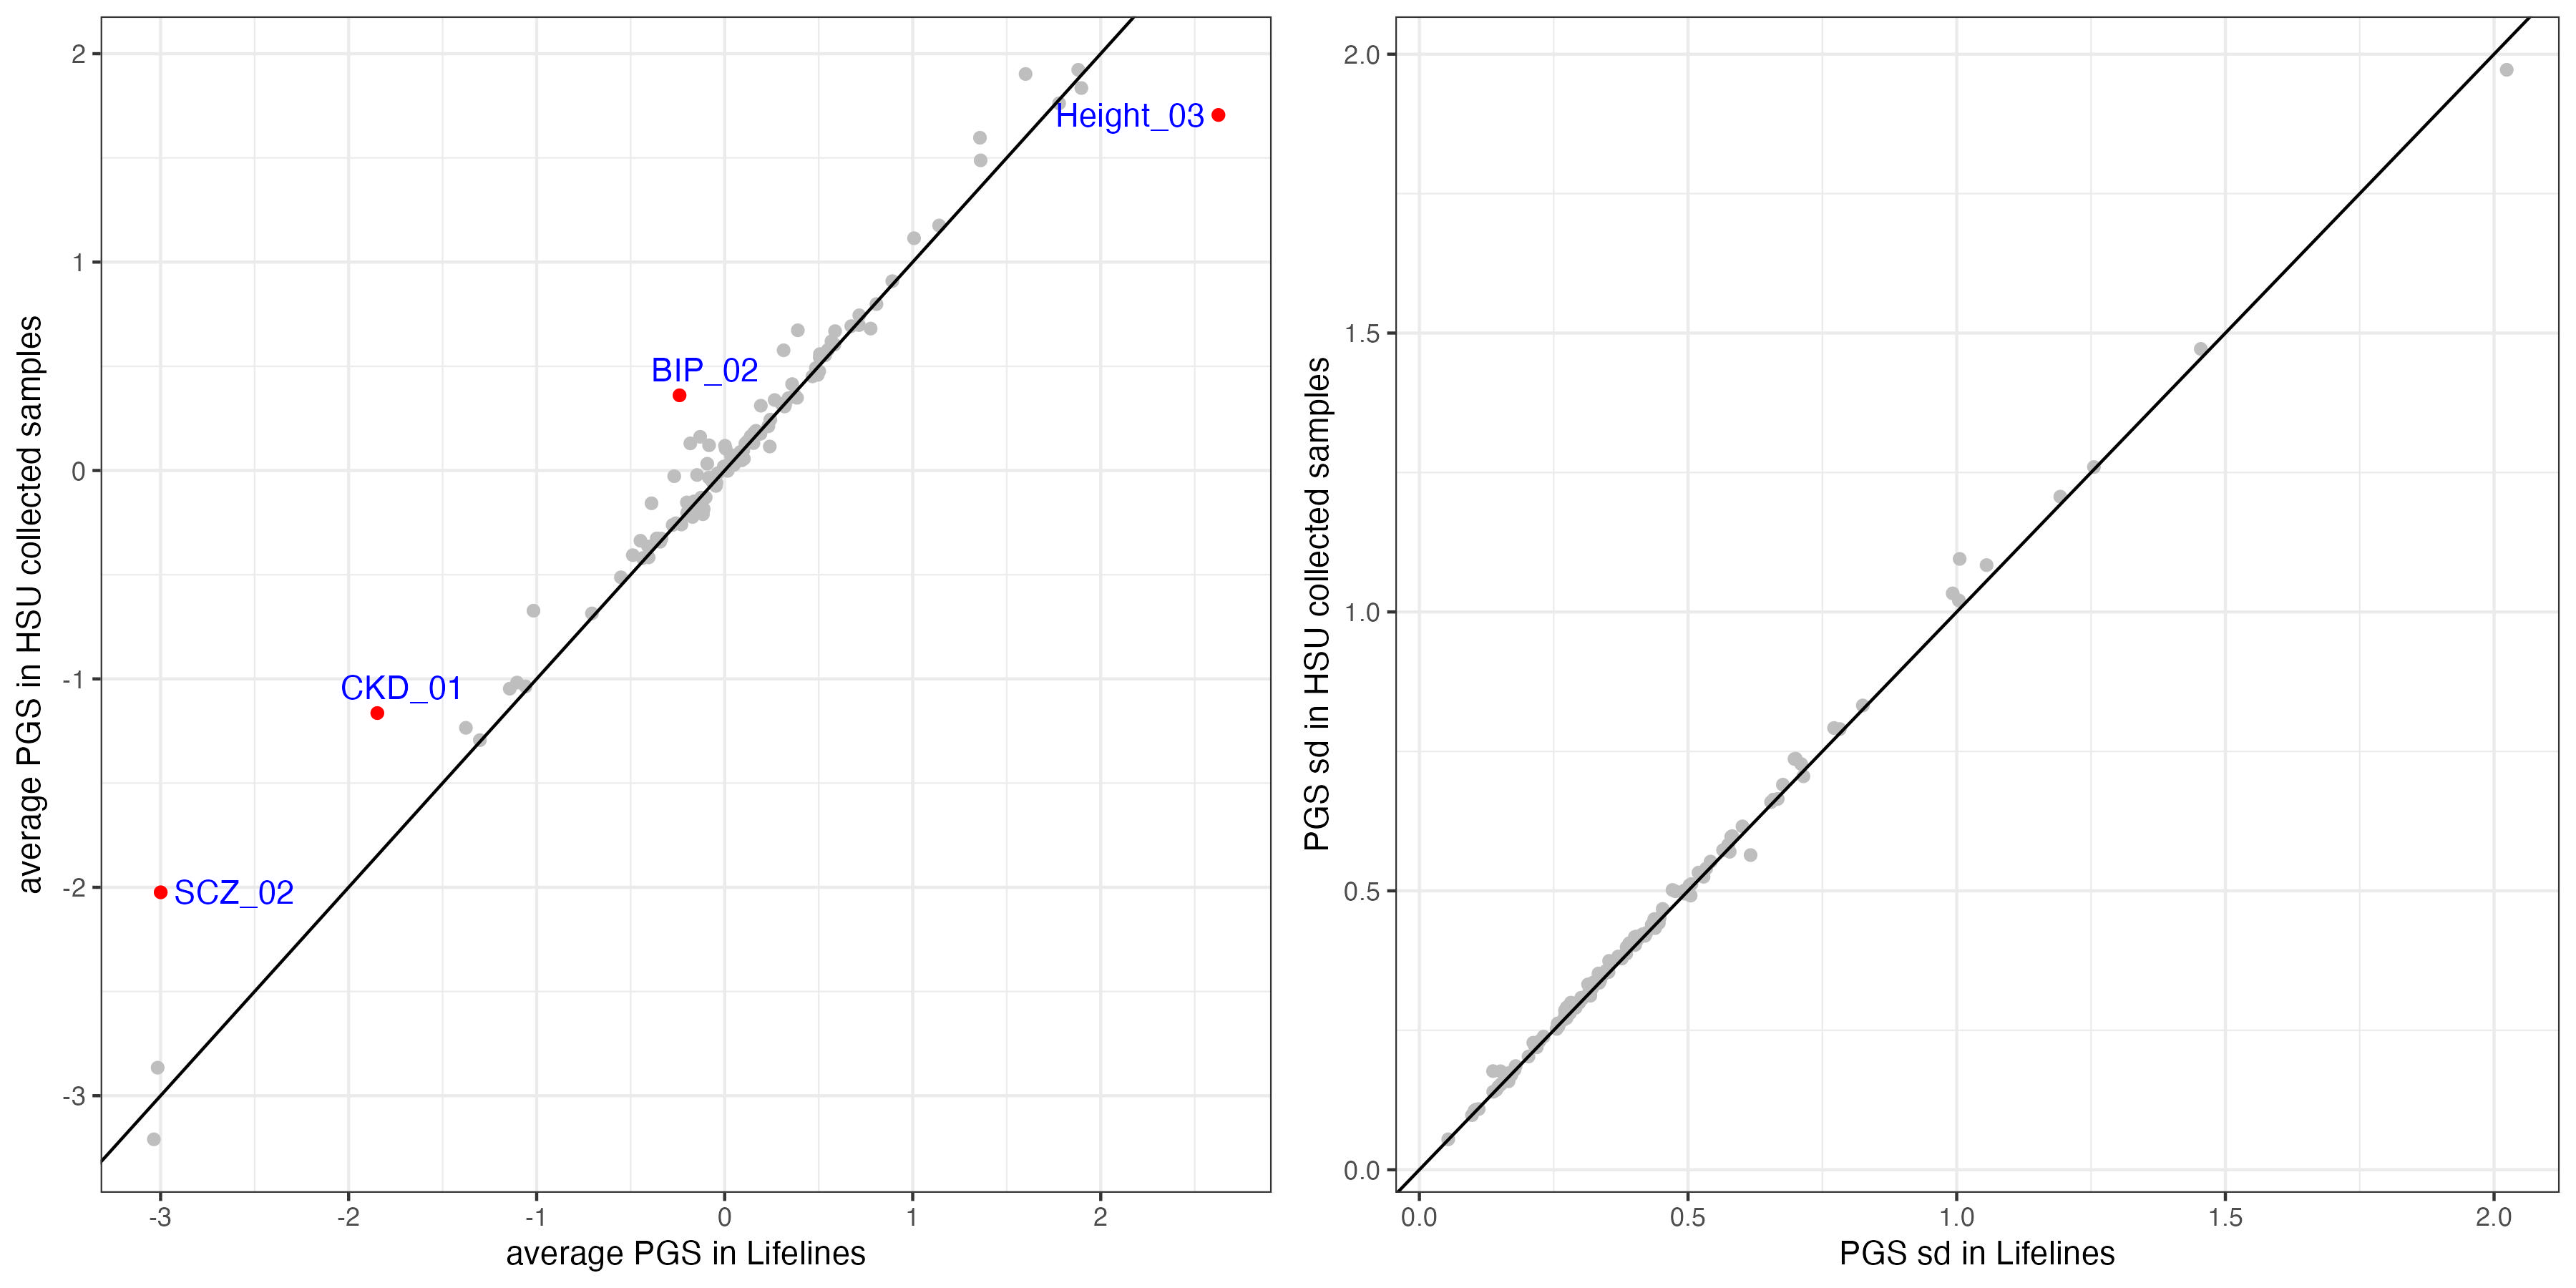 average PGS in HSU collected samples
2
1
0
-1
-2
-3
Height_03
BIP_02
CKD_01
SCZ_02
-3 -2 -1 0 1 2
average PGS in Lifelines
PGS sd in HSU collected samples
2.0
1.5
1.0
0.5
0.0
0.0 0.5 1.0 1.5 2.0
PGS sd in Lifelines